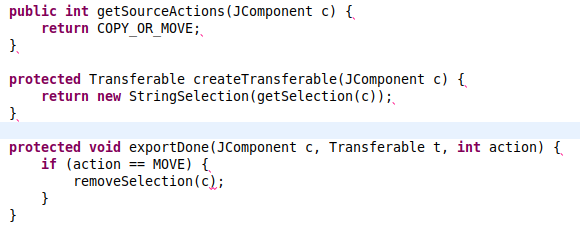 public int getSourceActions(JComponent c) {
    return COPY_OR_MOVE;
}

protected Transferable createTransferable(JComponent c) {
    return new StringSelection(getSelection(c));
}

protected void exportDone(JComponent c, Transferable t, int action) {
    if (action == MOVE) {
        removeSelection(c);
    }
}